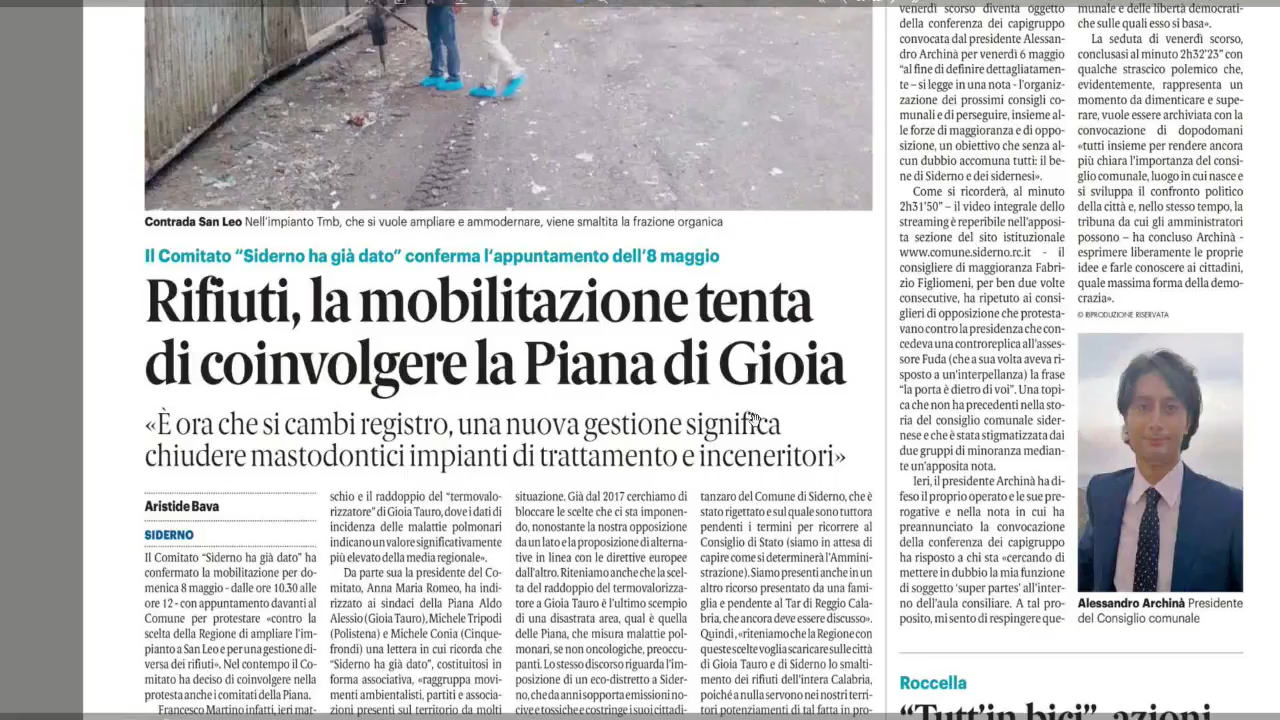 Contrada San Leo Nell'impianto Tmb, che si vuole ampliare e ammodernare, viene smaltita la frazione organica
Il Comitato "Siderno ha già dato" conferma l'appuntamento dell'8 maggio
Rifiuti, la mobilitazione tenta
di coinvolgere la Piana di Gioia
«È ora che si cambi registro, una nuova gestione significa
chiudere mastodontici impianti di trattamento e inceneritori»
Aristide Bava
SIDERNO
Il Comitato "Siderno ha già dato" ha
confermato la mobilitazione per do-
menica 8 maggio - dalle ore 10.30 alle
ore 12 - con appuntamento davanti al
Comune per protestare «contro la
scelta della Regione di ampliare l'im-
pianto a San Leo e per una gestione di-
versa dei rifiuti». Nel contempo il Co-
mitato ha deciso di coinvolgere nella
protesta anche i comuni della Piana.
Francesco Martino infatti, ieri mat-
schio e il raddoppio del "termovalo-
rizzatore" di Gioia Tauro, dove i dati di
incidenza delle malattie polmonari
indicano un valore significativamente
più elevato della media regionale».
Da parte sua la presidente del Co-
mitato, Anna Maria Romeo, ha indi-
rizzato ai sindaci della Piana Aldo
Alessio (Gioia Tauro), Michele Tripodi
(Polistena) e Michele Conia (Cinque-
frondi) una lettera in cui ricorda che
"Siderno ha già dato", costituitosi in
forma associativa, «raggruppa movi-
menti ambientalisti, partiti e associa-
zioni presenti sul territorio da molti
situazione. Già dal 2017 cerchiamo di
bloccare le scelte che ci sta imponen-
do, nonostante la nostra opposizione
da un lato e la proposizione di alterna-
tive in linea con le direttive europee
dall'altro. Riteniamo anche che la scel-
ta del raddoppio del termovalorizza-
tore a Gioia Tauro è l'ultimo scempio
di una disastrata area, qual è quella
delle Piana, che misura malattie pol-
monari, se non oncologiche, preoccu-
panti. Lo stesso discorso riguarda l'im-
posizione di un eco-distretto a Sider-
no, che da anni sopporta emissioni no-
cive e tossiche e costringe i suoi cittadi-
tanzaro del Comune di Siderno, che è
stato rigettato e sul quale sono tuttora
pendenti i termini per ricorrere al
Consiglio di Stato (siamo in attesa di
capire come si determinerà l'Ammini-
strazione). Siamo presenti anche in un
altro ricorso presentato da una fami-
glia e pendente al Tar di Reggio Cala-
bria, che ancora deve essere discusso».
Quindi, «riteniamo che la Regione con
queste scelte voglia scaricare sulle città
di Gioia Tauro e di Siderno lo smalti-
mento dei rifiuti dell'intera Calabria,
poiché a nulla servono nei nostri terri-
tori potenziamenti di tal fatta in pro-
venerdì scorso diventa oggetto
della conferenza dei capigruppo
convocata dal presidente Alessan-
dro Archinà per venerdì 6 maggio
"al fine di definire dettagliatamen-
te – si legge in una nota - l'organiz-
zazione dei prossimi consigli co-
munali e di perseguire, insieme al-
le forze di maggioranza e di oppo-
sizione, un obiettivo che senza al-
cun dubbio accomuna tutti: il be-
ne di Siderno e dei sidernesi».
Come si ricorderà, al minuto
2h31'50" – il video integrale dello
streaming è reperibile nell'apposi-
ta sezione del sito istituzionale
www.comune.siderno.rc.it - il
consigliere di maggioranza Fabri-
zio Figliomeni, per ben due volte
consecutive, ha ripetuto ai consi-
glieri di opposizione che protesta-
vano contro la presidenza che con-
cedeva una controreplica all'asses-
sore Fuda (che a sua volta aveva ri-
sposto a un'interpellanza) la frase
"la porta è dietro di voi". Una topi-
ca che non ha precedenti nella sto-
ria del consiglio comunale sider-
nese e che è stata stigmatizzata dai
due gruppi di minoranza median-
te un'apposita nota.
Ieri, il presidente Archinà ha di-
feso il proprio operato e le sue pre-
rogative e nella nota in cui ha
preannunciato la convocazione
della conferenza dei capigruppo
ha risposto a chi sta «cercando di
mettere in dubbio la mia funzione
di soggetto 'super partes' all'inter-
no dell'aula consiliare. A tal pro-
posito, mi sento di respingere que-
munale e delle libertà democrati-
che sulle quali esso si basa».
La seduta di venerdì scorso,
conclusasi al minuto 2h32'23" con
qualche strascico polemico che,
evidentemente, rappresenta un
momento da dimenticare e supe-
rare, vuole essere archiviata con la
convocazione di dopodomani
«tutti insieme per rendere ancora
più chiara l'importanza del consi-
glio comunale, luogo in cui nasce e
si sviluppa il confronto politico
della città e, nello stesso tempo, la
tribuna da cui gli amministratori
possono – ha concluso Archinà -
esprimere liberamente le proprie
idee e farle conoscere ai cittadini,
quale massima forma della demo-
crazia».
© RIPRODUZIONE RISERVATA
Alessandro Archinà Presidente
del Consiglio comunale
Roccella
"Tutt'in bici", azioni